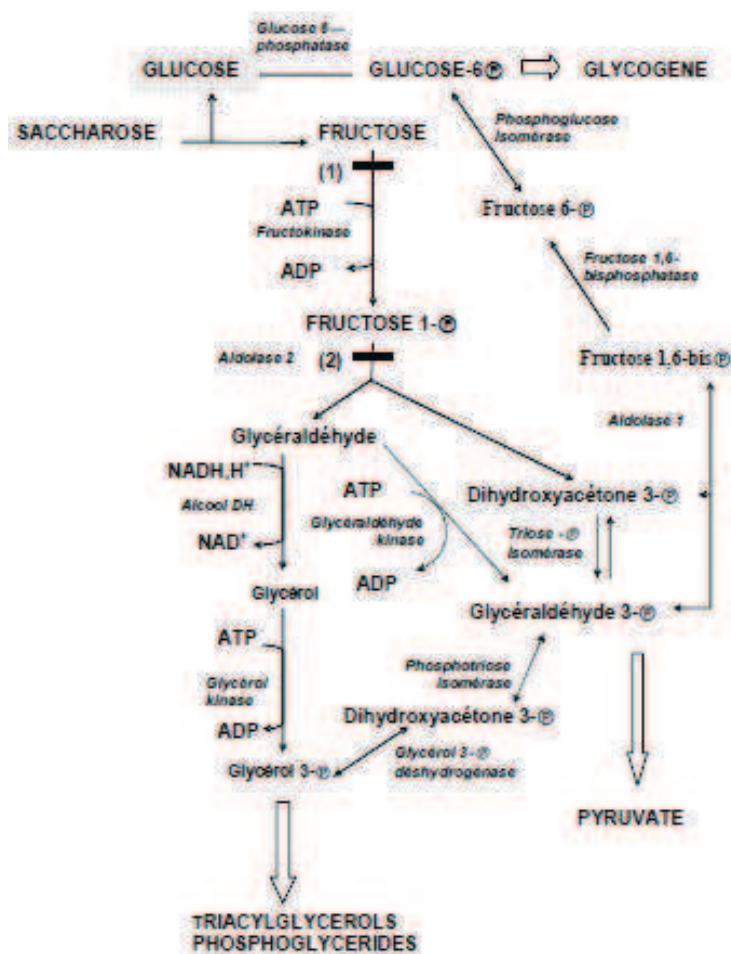 Glucose 6—
phosphatase
GLUCOSE
GLUCOSE-6Ⓟ
GLYCOGENE
SACCHAROSE
FRUCTOSE
Phosphoglucose
Isomérase
(1)
ATP
Fructokinase
ADP
Fructose 6-Ⓟ
Fructose 1,6-
bisphosphatase
FRUCTOSE 1-Ⓟ
Aldolase 2
(2)
Fructose 1,6-bisⓅ
Aldolase 1
Glycéraldéhyde
NADH,H⁺
Alcool DH
NAD⁺
ATP
Glycéraldéhyde
kinase
ADP
Dihydroxyacétone 3-Ⓟ
Triose -Ⓟ
Isomérase
Glycérol
Glycéraldéhyde 3-Ⓟ
ATP
Glycérol
kinase
ADP
Phosphotriose
Isomérase
Dihydroxyacétone 3-Ⓟ
Glycérol 3-Ⓟ
Glycérol 3-Ⓟ
déshydrogénase
PYRUVATE
TRIACYLGLYCEROLS
PHOSPHOGLYCERIDES